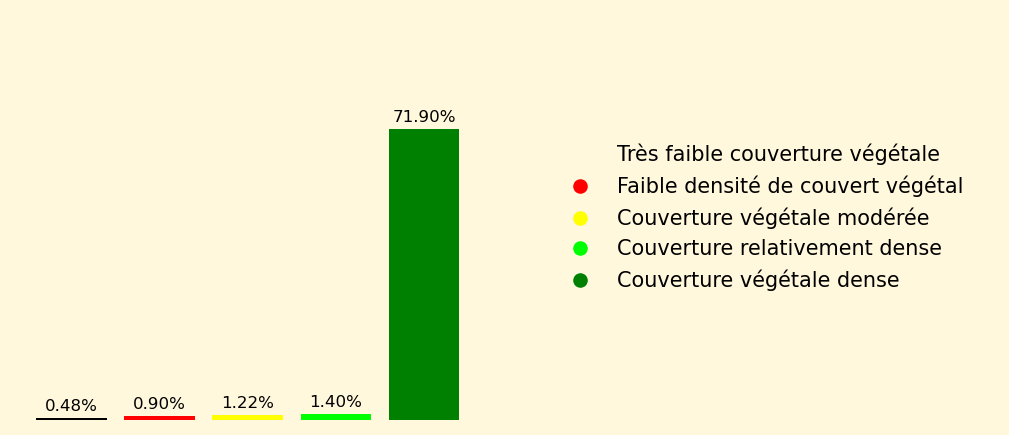 71.90%
0.48%
0.90%
1.22%
1.40%
Très faible couverture végétale
Faible densité de couvert végétal
Couverture végétale modérée
Couverture relativement dense
Couverture végétale dense